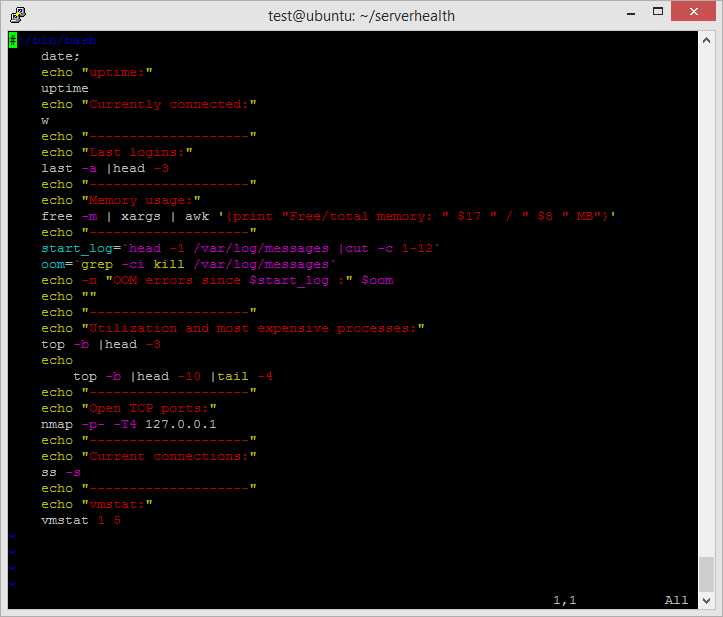 test@ubuntu: ~/serverhealth
#!/bin/bash
date;
echo "uptime:"
uptime
echo "Currently connected:"
w
echo "--------------------"
echo "Last logins:"
last -a |head -3
echo "--------------------"
echo "Memory usage:"
free -m | xargs | awk '{print "Free/total memory: " $17 " / " $8 " MB"}'
echo "--------------------"
start_log=`head -1 /var/log/messages |cut -c 1-12`
oom=`grep -ci kill /var/log/messages`
echo -n "OOM errors since $start_log :" $oom
echo ""
echo "--------------------"
echo "Utilization and most expensive processes:"
top -b |head -3
echo
top -b |head -10 |tail -4
echo "--------------------"
echo "Open TCP ports:"
nmap -p- -T4 127.0.0.1
echo "--------------------"
echo "Current connections:"
ss -s
echo "--------------------"
echo "vmstat:"
vmstat 1 5
~
~
~
~
1,1 All